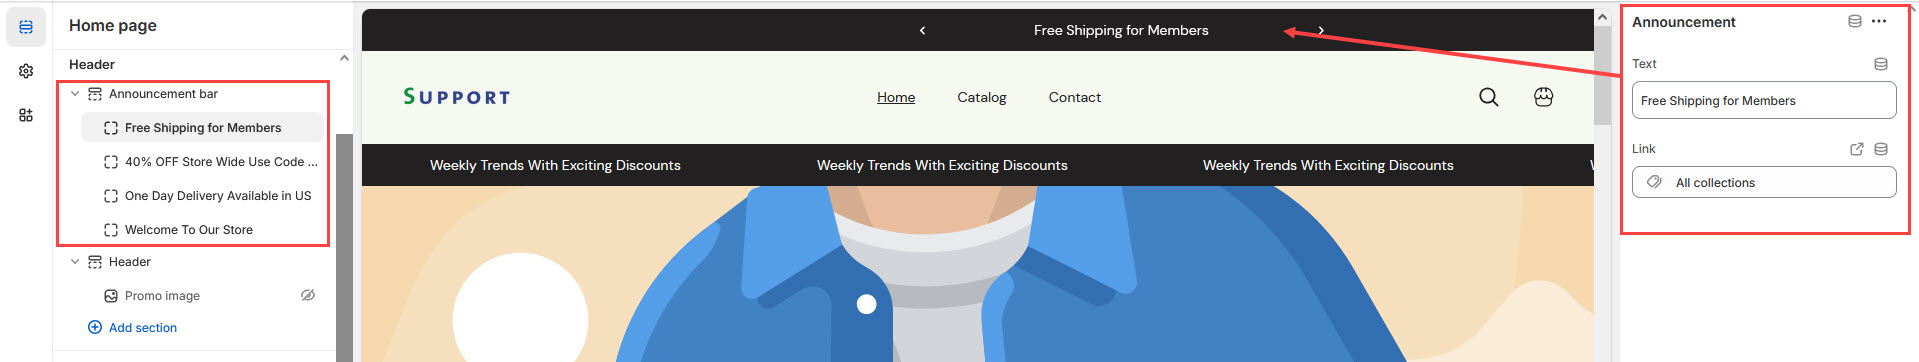 Home page
Header
Announcement bar
Free Shipping for Members
40% OFF Store Wide Use Code ...
One Day Delivery Available in US
Welcome To Our Store
Header
Promo image
Add section
Free Shipping for Members
SUPPORT
Home Catalog Contact
Weekly Trends With Exciting Discounts Weekly Trends With Exciting Discounts Weekly Trends With Exciting Discounts
Announcement
Text
Free Shipping for Members
Link
All collections